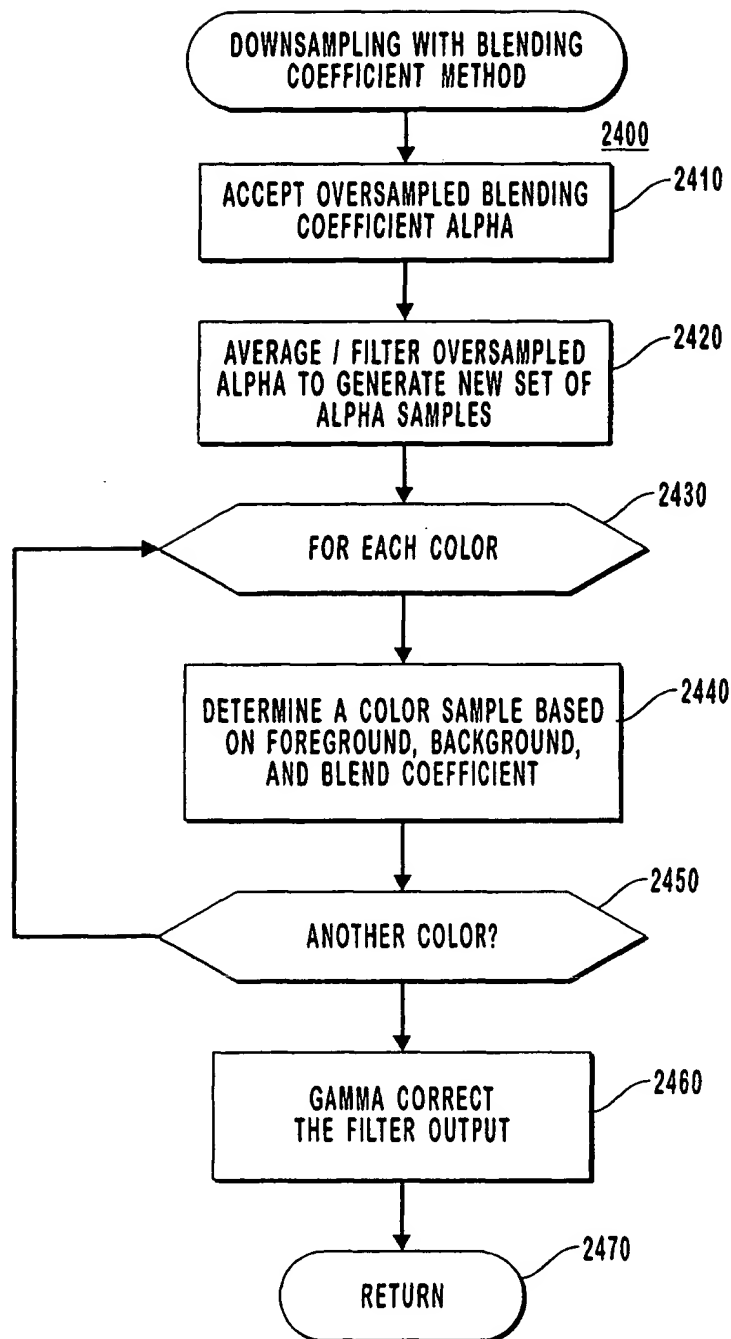 DOWNSAMPLING WITH BLENDING
COEFFICIENT METHOD
2400
ACCEPT OVERSAMPLED BLENDING
COEFFICIENT ALPHA
2410
AVERAGE / FILTER OVERSAMPLED
ALPHA TO GENERATE NEW SET OF
ALPHA SAMPLES
2420
FOR EACH COLOR
2430
DETERMINE A COLOR SAMPLE BASED
ON FOREGROUND, BACKGROUND,
AND BLEND COEFFICIENT
2440
ANOTHER COLOR?
2450
GAMMA CORRECT
THE FILTER OUTPUT
2460
RETURN
2470